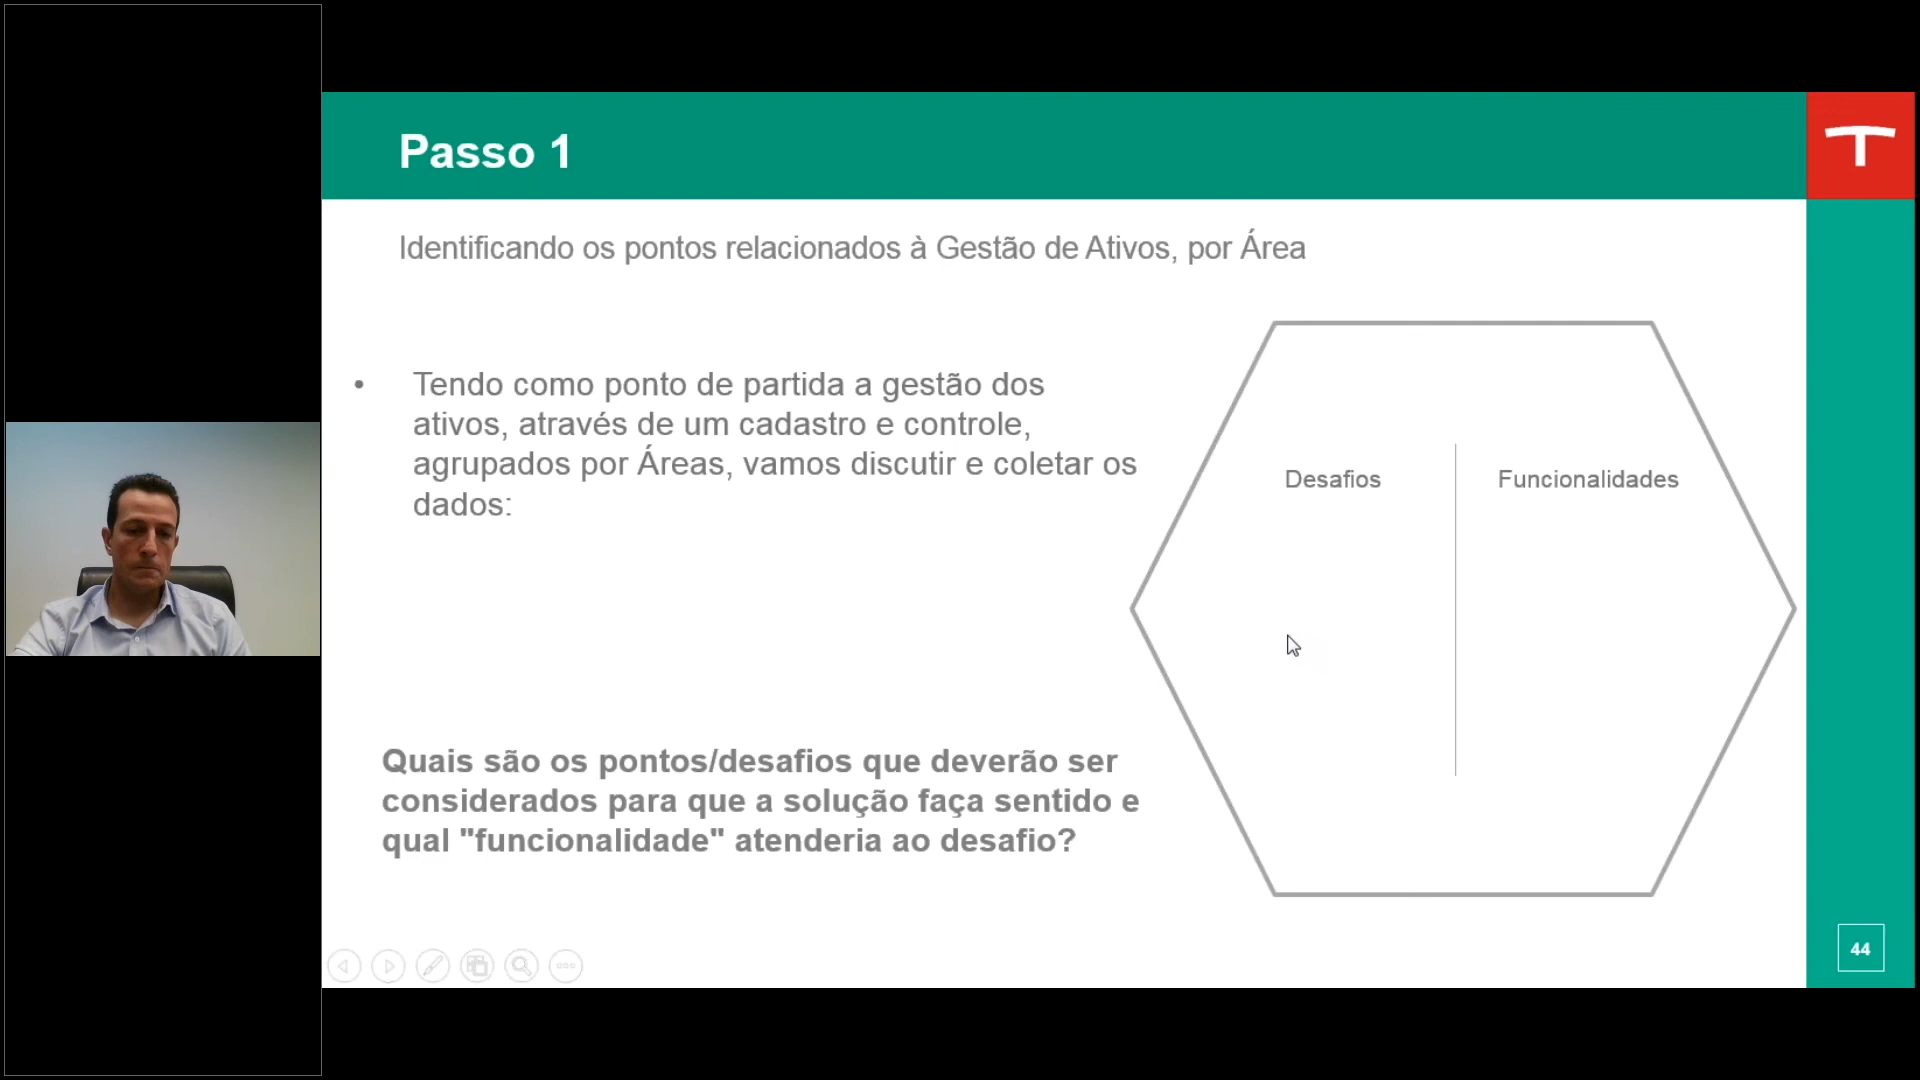 Passo 1
T
Identificando os pontos relacionados à Gestão de Ativos, por Área
• Tendo como ponto de partida a gestão dos
ativos, através de um cadastro e controle,
agrupados por Áreas, vamos discutir e coletar os
dados:
Desafios
Funcionalidades
Quais são os pontos/desafios que deverão ser
considerados para que a solução faça sentido e
qual "funcionalidade" atenderia ao desafio?
44